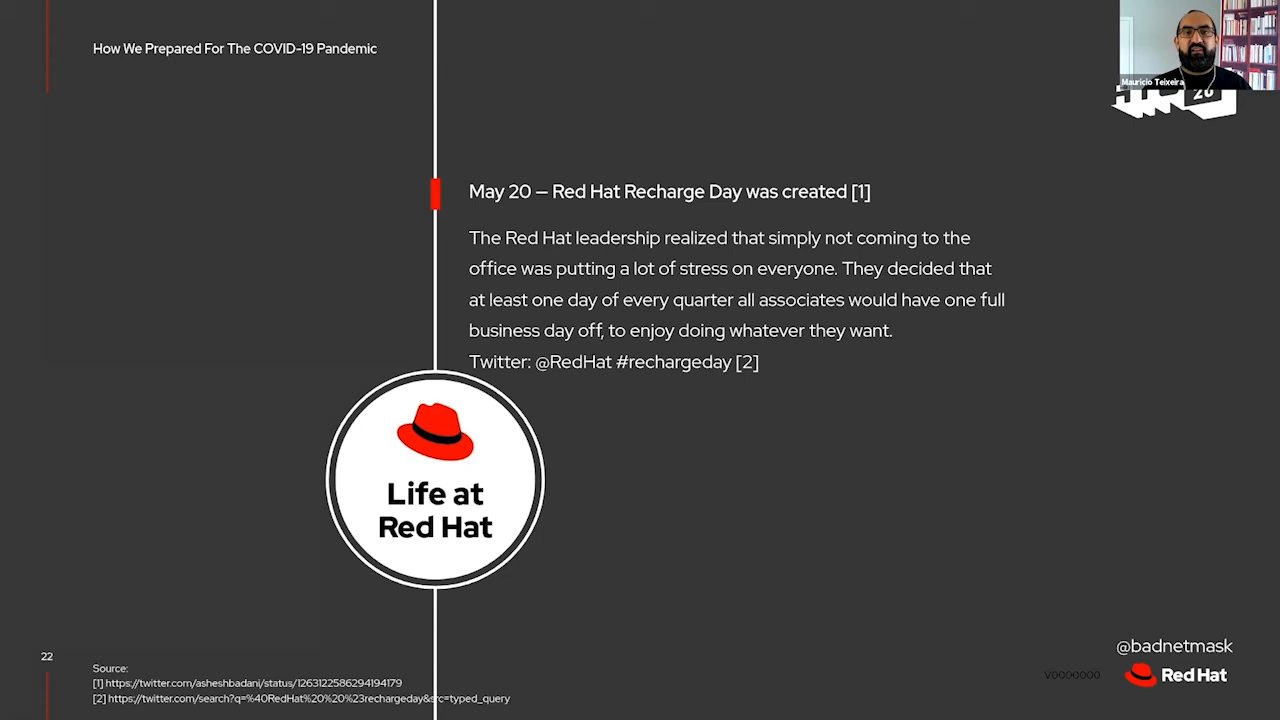 How We Prepared For The COVID-19 Pandemic
Mauricio Teixeira
20
May 20 — Red Hat Recharge Day was created [1]
The Red Hat leadership realized that simply not coming to the
office was putting a lot of stress on everyone. They decided that
at least one day of every quarter all associates would have one full
business day off, to enjoy doing whatever they want.
Twitter: @RedHat #rechargeday [2]
Life at
Red Hat
22
Source:
[1] https://twitter.com/asheshbadani/status/1263122586294194179
[2] https://twitter.com/search?q=%40RedHat%20%20%23rechargeday&src=typed_query
@badnetmask
V0000000
Red Hat